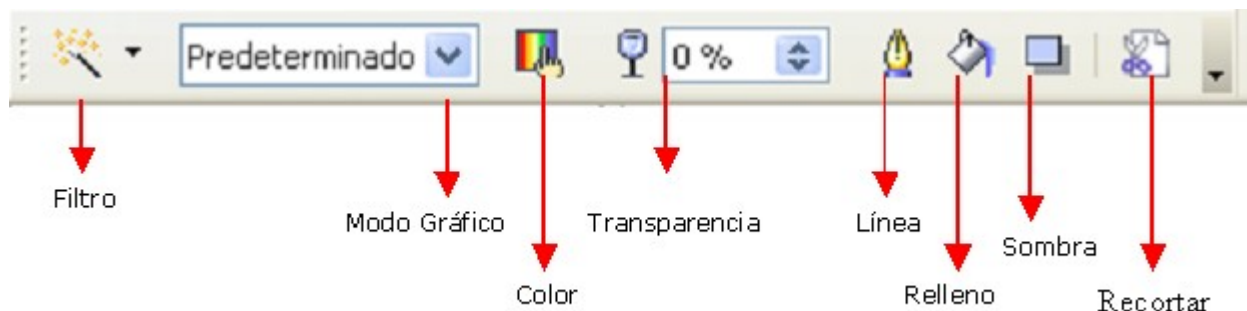 Predeterminado
0 %
Filtro
Modo Gráfico
Transparencia
Línea
Sombra
Color
Relleno
Recortar